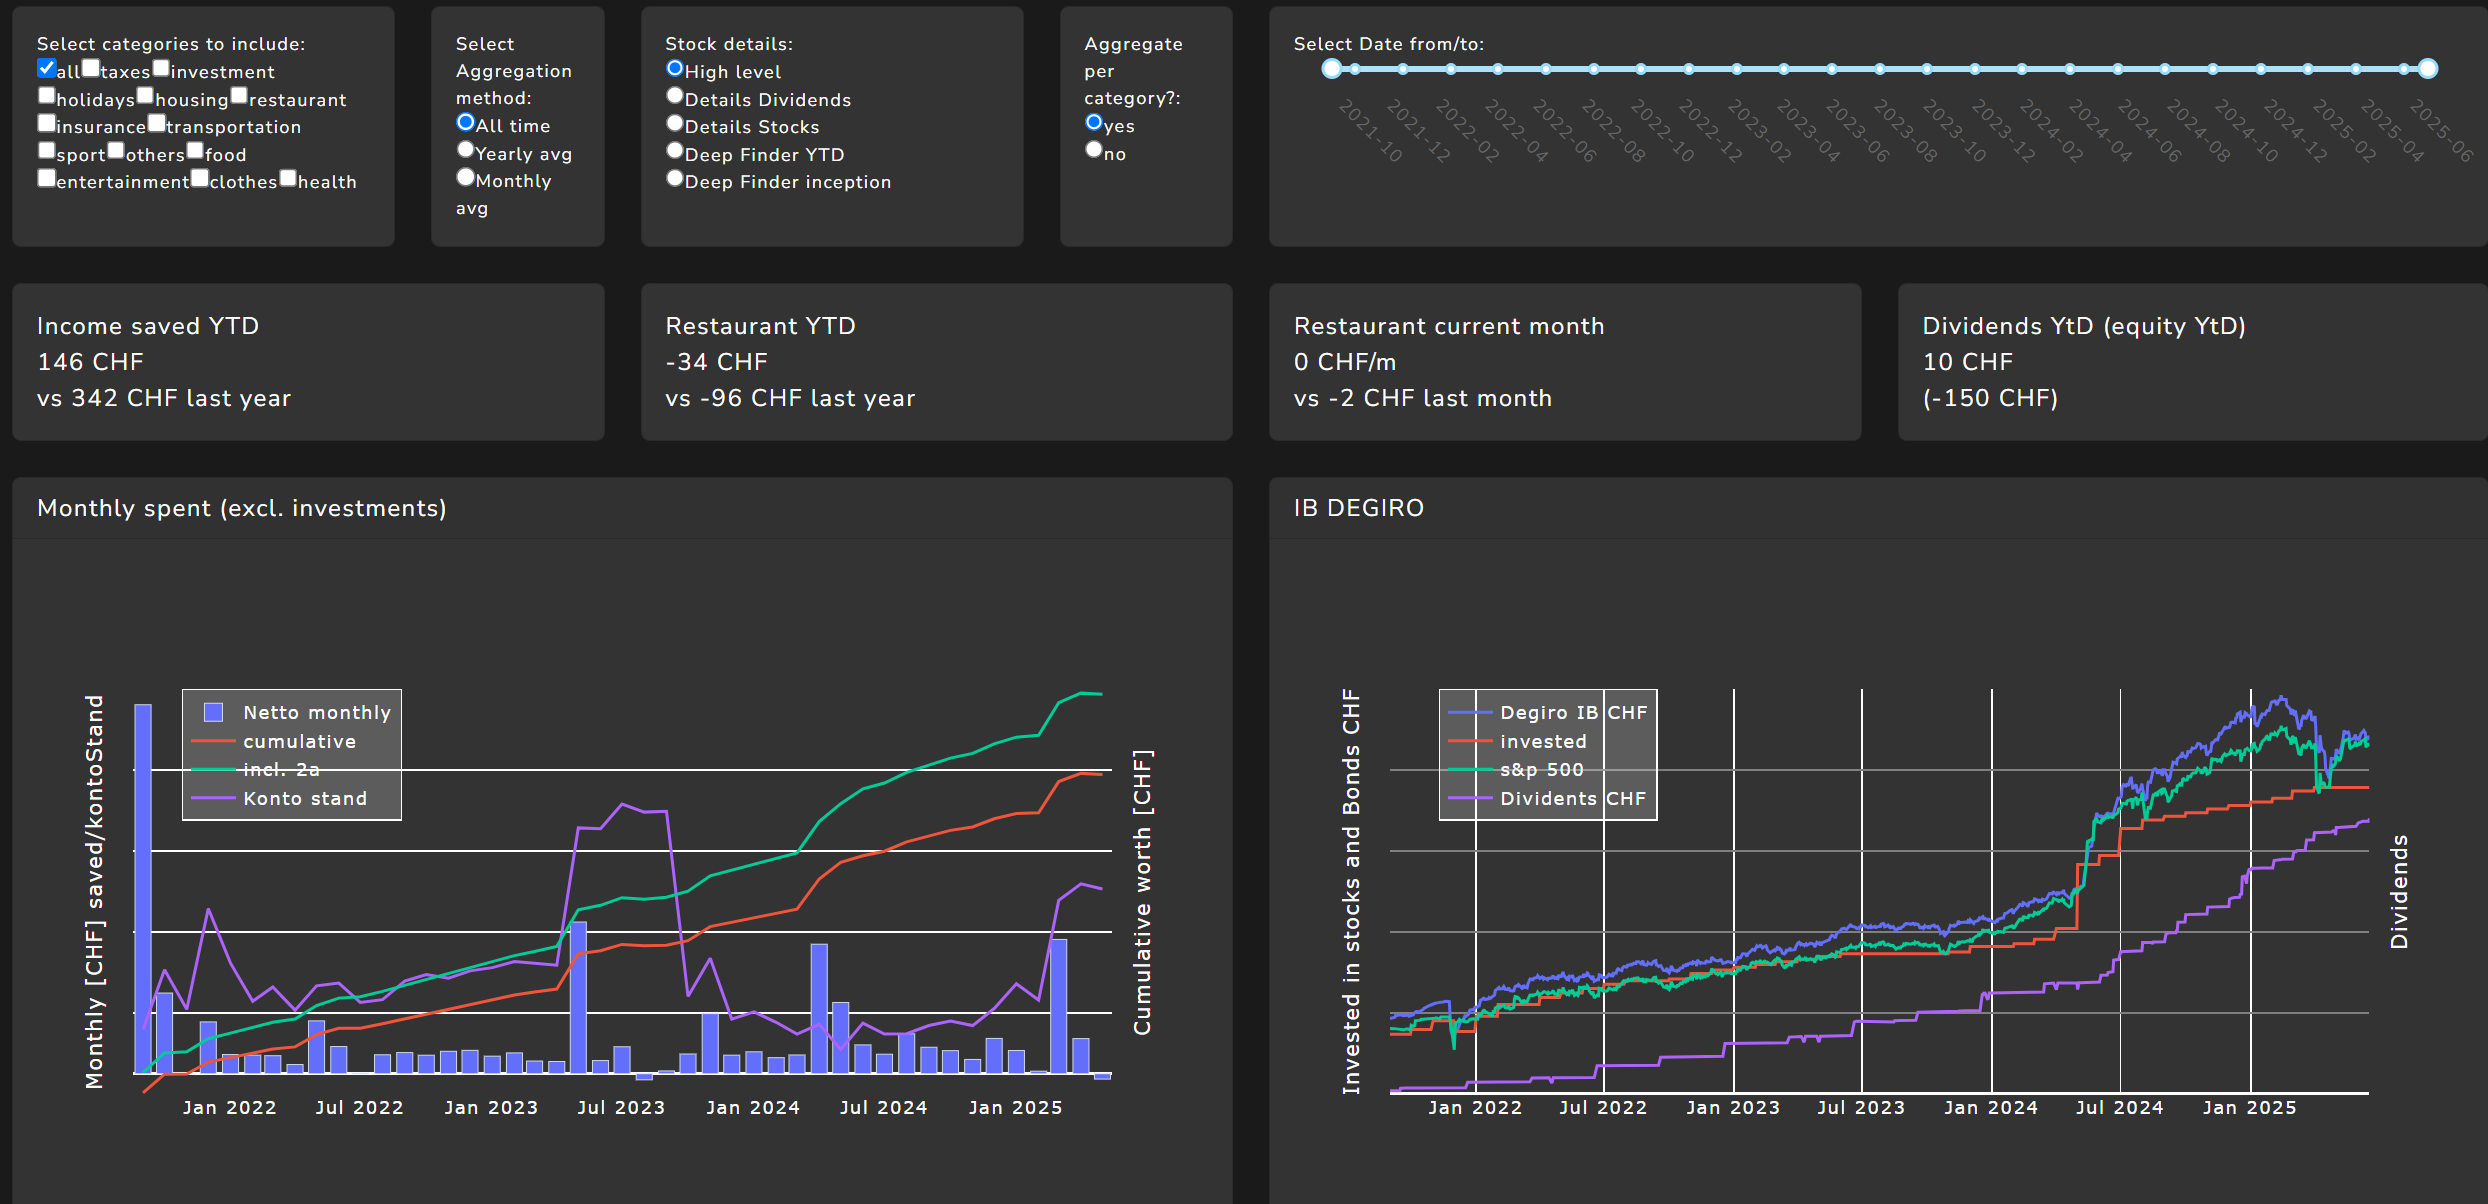 Select categories to include:
all taxes investment
holidays housing restaurant
insurance transportation
sport others food
entertainment clothes health
Select
Aggregation
method:
All time
Yearly avg
Monthly
avg
Stock details:
High level
Details Dividends
Details Stocks
Deep Finder YTD
Deep Finder inception
Aggregate
per
category?:
yes
no
Select Date from/to:
2021-10
2021-12
2022-02
2022-04
2022-06
2022-08
2022-10
2022-12
2023-02
2023-04
2023-06
2023-08
2023-10
2023-12
2024-02
2024-04
2024-06
2024-08
2024-10
2024-12
2025-02
2025-04
2025-06
Income saved YTD
146 CHF
vs 342 CHF last year
Restaurant YTD
-34 CHF
vs -96 CHF last year
Restaurant current month
0 CHF/m
vs -2 CHF last month
Dividends YtD (equity YtD)
10 CHF
(-150 CHF)
Monthly spent (excl. investments)
Monthly [CHF] saved/kontoStand
Netto monthly
cumulative
incl. 2a
Konto stand
Cumulative worth [CHF]
Jan 2022
Jul 2022
Jan 2023
Jul 2023
Jan 2024
Jul 2024
Jan 2025
IB DEGIRO
Invested in stocks and Bonds CHF
Degiro IB CHF
invested
s&p 500
Dividents CHF
Dividends
Jan 2022
Jul 2022
Jan 2023
Jul 2023
Jan 2024
Jul 2024
Jan 2025